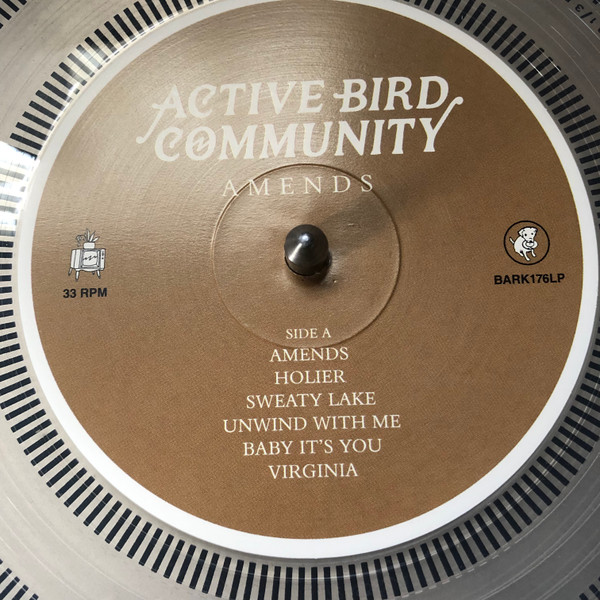 ACTIVE BIRD
COMMUNITY
AMENDS
33 RPM
BARK176LP
SIDE A
AMENDS
HOLIER
SWEATY LAKE
UNWIND WITH ME
BABY IT'S YOU
VIRGINIA